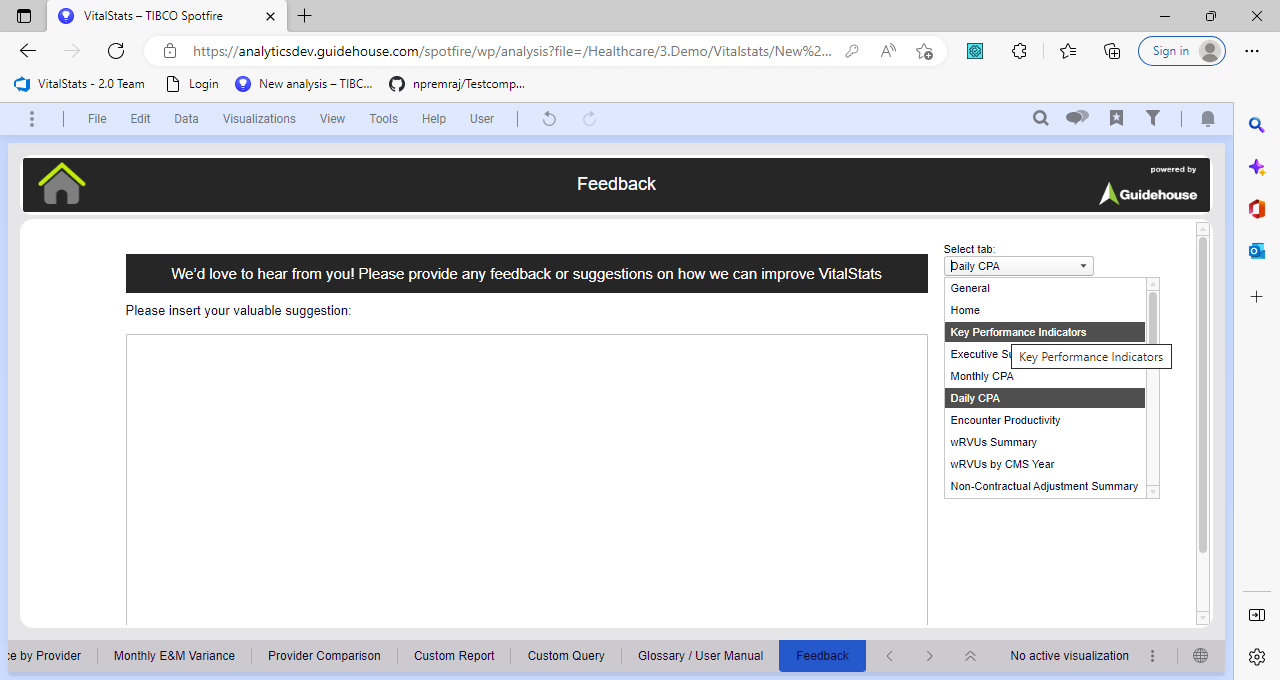 VitalStats – TIBCO Spotfire
https://analyticsdev.guidehouse.com/spotfire/wp/analysis?file=/Healthcare/3.Demo/Vitalstats/New%2...
Sign in
VitalStats - 2.0 Team
Login
New analysis – TIBC...
npremraj/Testcomp...
File Edit Data Visualizations View Tools Help User
Feedback
powered by
Guidehouse
We'd love to hear from you! Please provide any feedback or suggestions on how we can improve VitalStats
Please insert your valuable suggestion:
Select tab:
Daily CPA
General
Home
Key Performance Indicators
Executive Su
Key Performance Indicators
Monthly CPA
Daily CPA
Encounter Productivity
wRVUs Summary
wRVUs by CMS Year
Non-Contractual Adjustment Summary
ce by Provider Monthly E&M Variance Provider Comparison Custom Report Custom Query Glossary / User Manual Feedback No active visualization